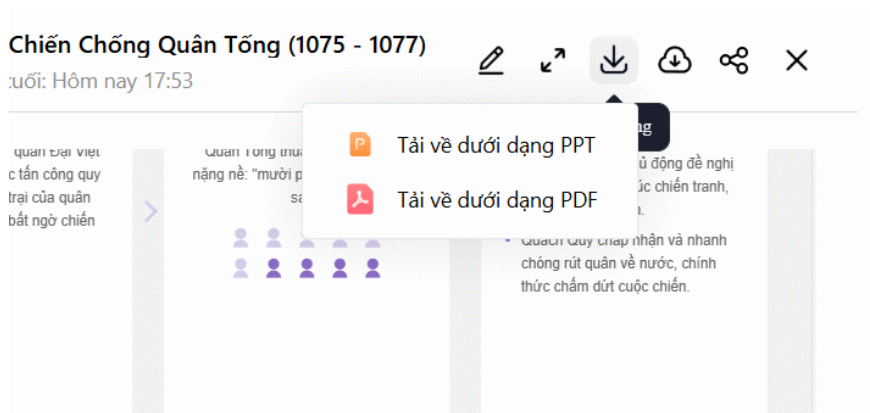 Chiến Chống Quân Tống (1075 - 1077)
cuối: Hôm nay 17:53
Tải về dưới dạng PPT
Tải về dưới dạng PDF
quân Đại Việt
c tấn công quy
trại của quân
bất ngờ chiến
Quân Tống
nặng nề: "mười
ủ động đề nghị
úc chiến tranh,
Quách Quỳ chấp nhận và nhanh
chóng rút quân về nước, chính
thức chấm dứt cuộc chiến.